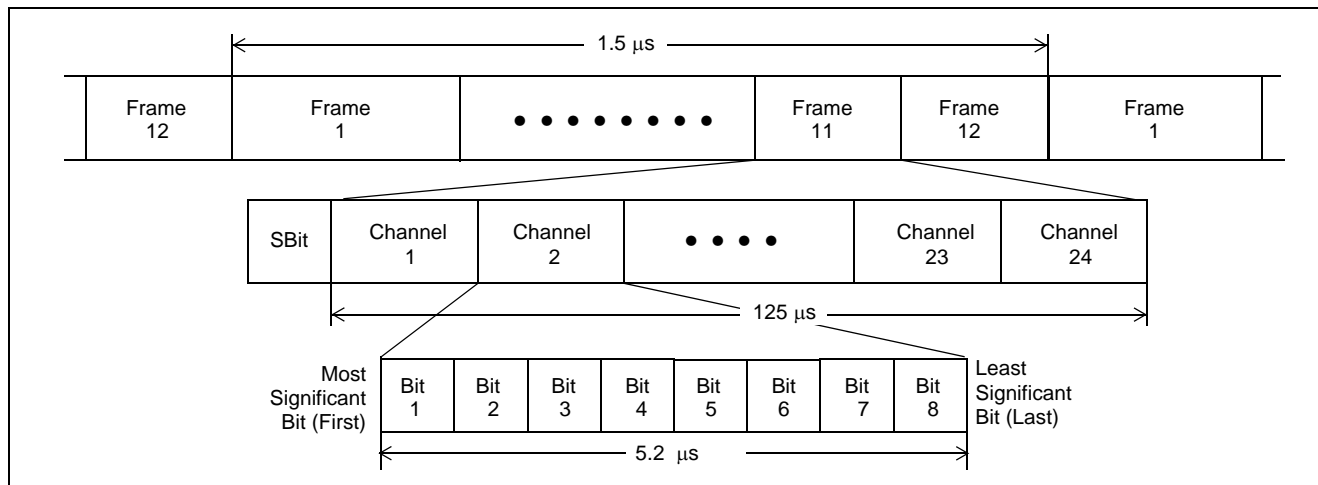 1.5 μs
Frame 12
Frame 1
Frame 11
Frame 12
Frame 1
SBit
Channel 1
Channel 2
Channel 23
Channel 24
125 μs
Most Significant Bit (First)
Bit 1
Bit 2
Bit 3
Bit 4
Bit 5
Bit 6
Bit 7
Bit 8
Least Significant Bit (Last)
5.2 μs